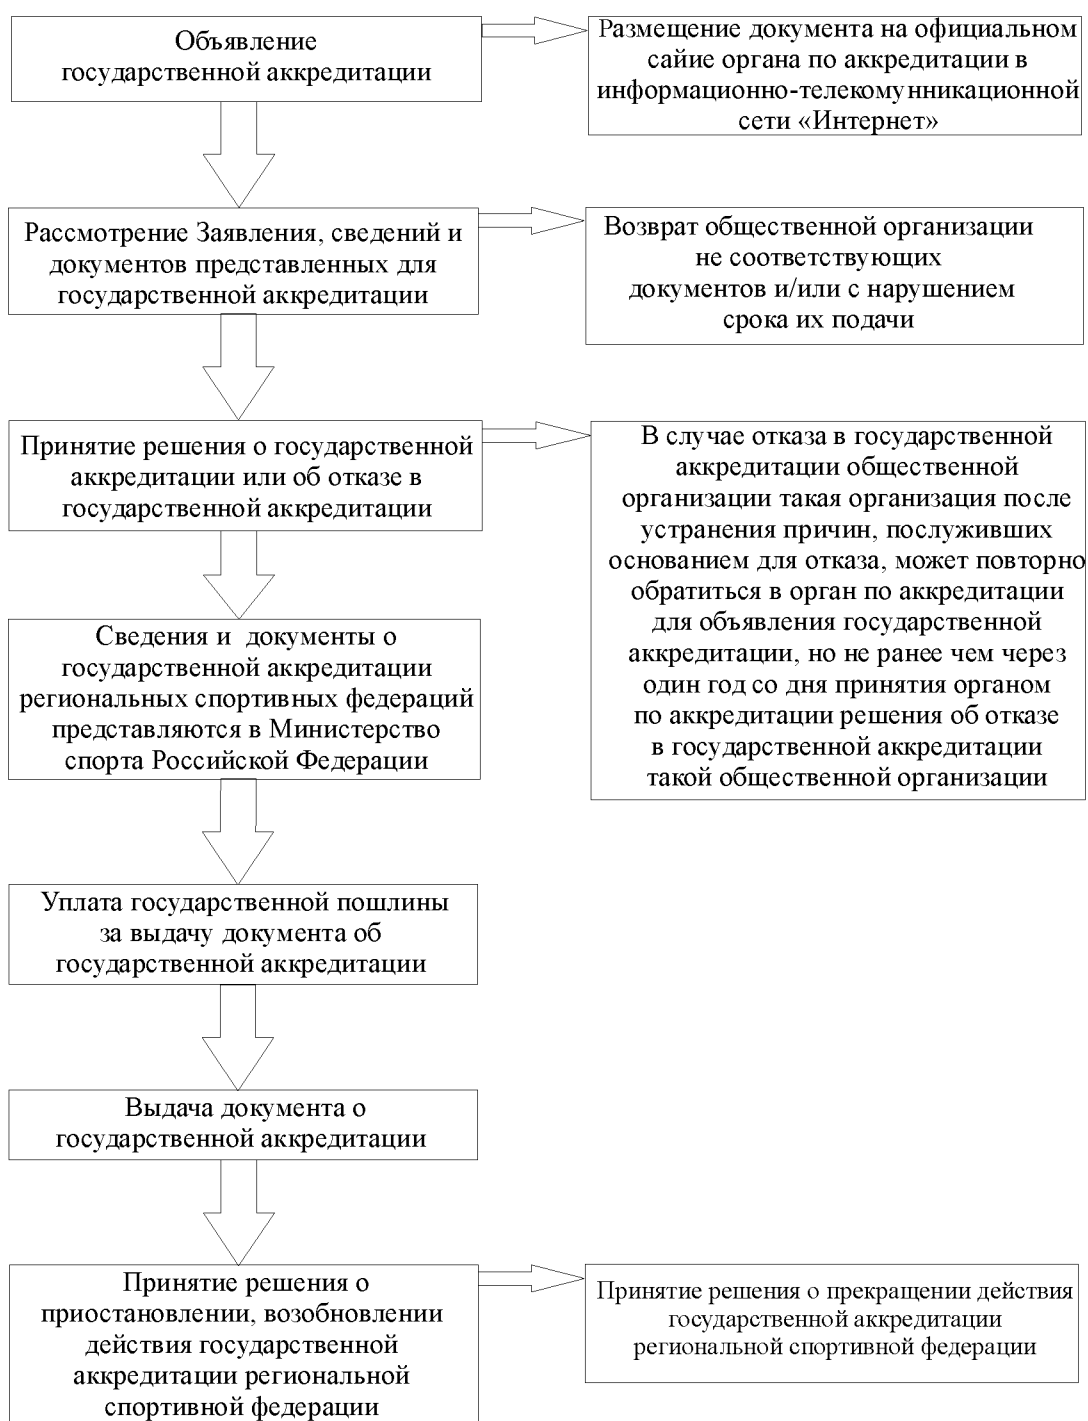 Объявление
государственной аккредитации
Размещение документа на официальном
сайие органа по аккредитации в
информационно-телекомунникационной
сети «Интернет»
Рассмотрение Заявления, сведений и
документов представленных для
государственной аккредитации
Возврат общественной организации
не соответствующих
документов и/или с нарушением
срока их подачи
Принятие решения о государственной
аккредитации или об отказе в
государственной аккредитации
В случае отказа в государственной
аккредитации общественной
организации такая организация после
устранения причин, послуживших
основанием для отказа, может повторно
обратиться в орган по аккредитации
для объявления государственной
аккредитации, но не ранее чем через
один год со дня принятия органом
по аккредитации решения об отказе
в государственной аккредитации
такой общественной организации
Сведения и документы о
государственной аккредитации
региональных спортивных федераций
представляются в Министерство
спорта Российской Федерации
Уплата государственной пошлины
за выдачу документа об
государственной аккредитации
Выдача документа о
государственной аккредитации
Принятие решения о
приостановлении, возобновлении
действия государственной
аккредитации региональной
спортивной федерации
Принятие решения о прекращении действия
государственной аккредитации
региональной спортивной федерации